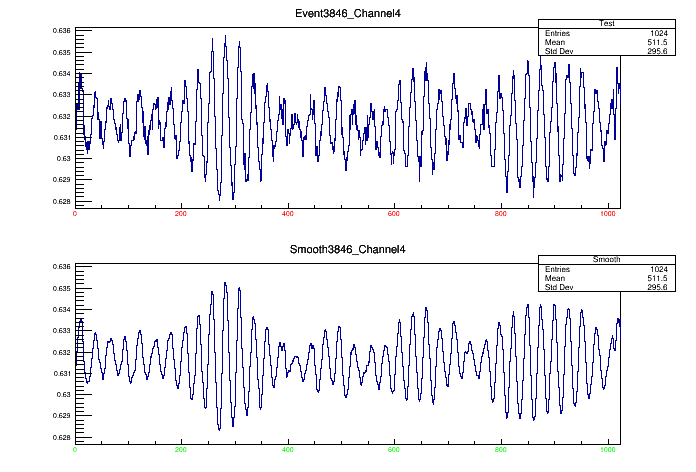 Event3846_Channel4
Test
Entries 1024
Mean 511.5
Std Dev 295.6
0.636
0.635
0.634
0.633
0.632
0.631
0.63
0.629
0.628
0 200 400 600 800 1000
Smooth3846_Channel4
Smooth
Entries 1024
Mean 511.5
Std Dev 295.6
0.636
0.635
0.634
0.633
0.632
0.631
0.63
0.629
0.628
0 200 400 600 800 1000